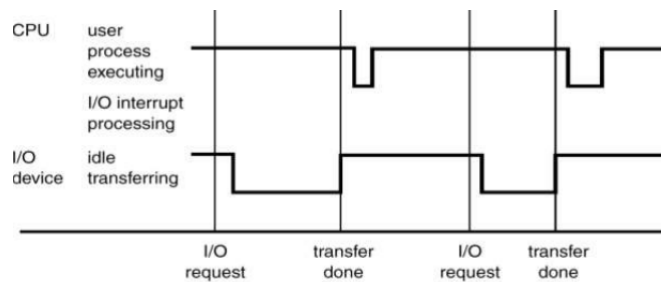 CPU user
process
executing
I/O interrupt
processing
I/O idle
device transferring
I/O transfer I/O transfer
request done request done